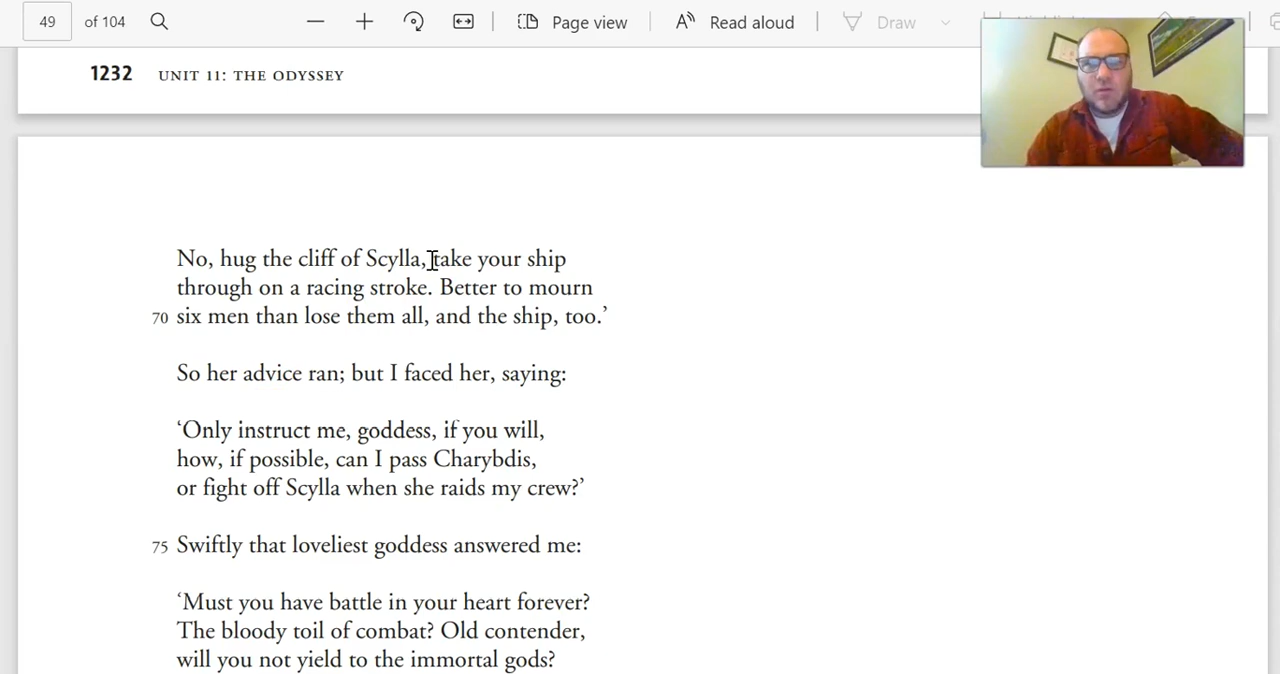 49 of 104 Page view Read aloud Draw
1232 UNIT 11: THE ODYSSEY
No, hug the cliff of Scylla, take your ship
through on a racing stroke. Better to mourn
70 six men than lose them all, and the ship, too.’
So her advice ran; but I faced her, saying:
‘Only instruct me, goddess, if you will,
how, if possible, can I pass Charybdis,
or fight off Scylla when she raids my crew?’
75 Swiftly that loveliest goddess answered me:
‘Must you have battle in your heart forever?
The bloody toil of combat? Old contender,
will you not yield to the immortal gods?